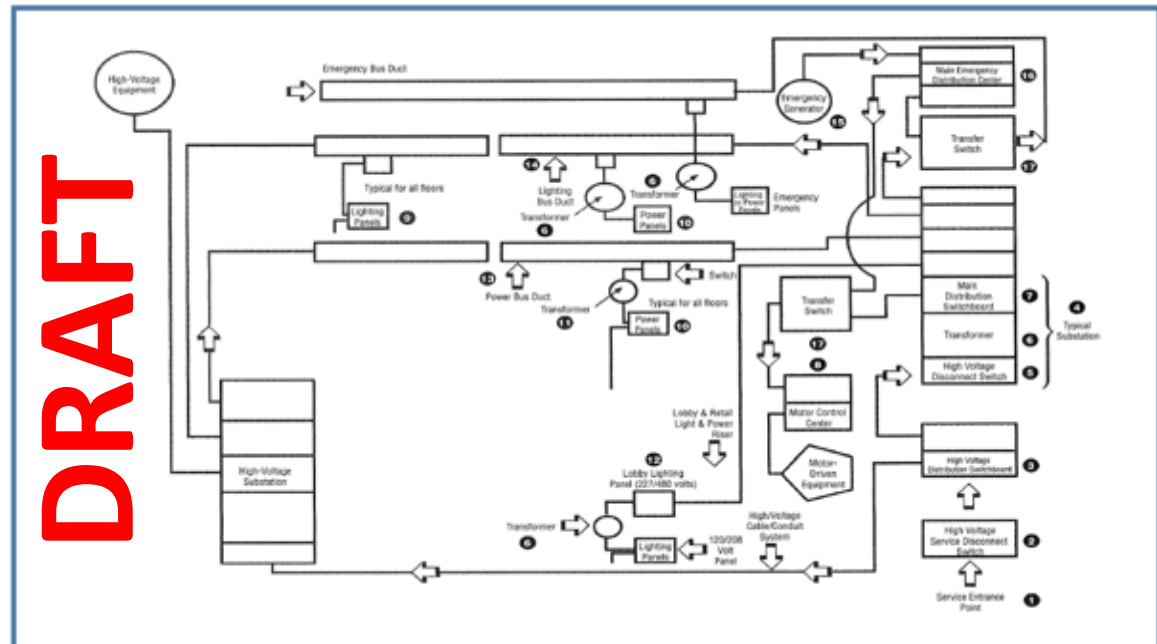 DRAFT
High-Voltage
Equipment
Emergency Bus Duct
Emergency
Generator
15
Main Emergency
Distribution Center
Transfer
Switch
17
Typical for all floors
Lighting
Panels
9
14
Lighting
Bus Duct
Transformer
6
Power
Panels
10
Transformer
Emergency
Panels
13
Power Bus Duct
Switch
Transformer
Typical for all floors
Power
Panels
Transfer
Switch
17
8
Motor Control
Center
Motor-
Driven
Equipment
Main
Distribution
Switchboard
7
Transformer
6
High Voltage
Disconnect Switch
5
4
Typical
Substation
High Voltage
Distribution Switchboard
3
High Voltage
Service Disconnect
Switch
2
Service Entrance
Point
1
High-Voltage
Substation
Lobby & Retail
Light & Power
Riser
12
Lobby Lighting
Panel (227/480 volts)
Transformer
6
Lighting
Panels
120/208
Volt
Panel
High/Voltage
Cable/Conduit
System